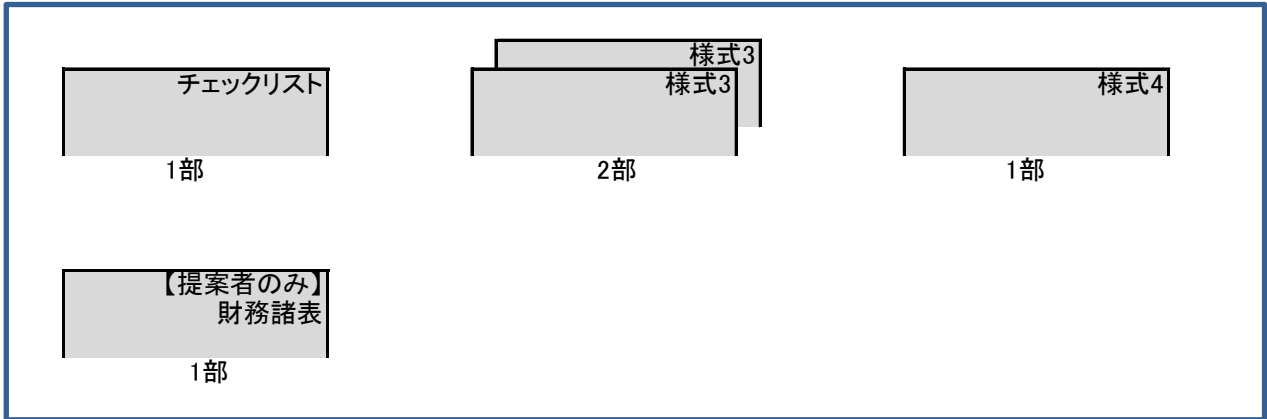 様式3
チェックリスト
様式3
様式4
1部
2部
1部
【提案者のみ】
財務諸表
1部